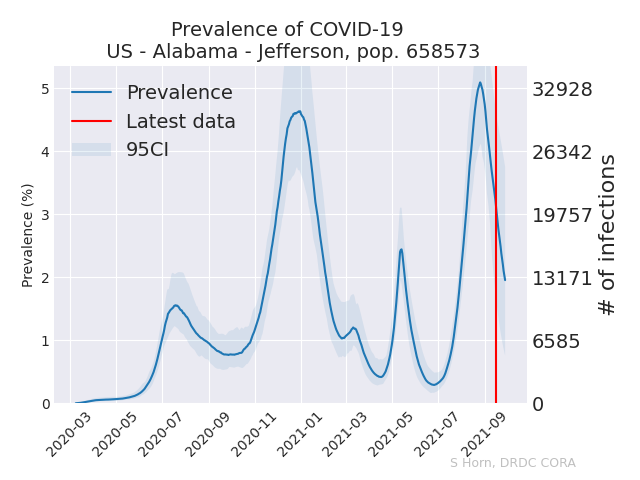 Prevalence of COVID-19
US - Alabama - Jefferson, pop. 658573
Prevalence
Latest data
95CI
Prevalence (%)
5
4
3
2
1
0
32928
26342
19757
13171
6585
0
# of infections
2020-03
2020-05
2020-07
2020-09
2020-11
2021-01
2021-03
2021-05
2021-07
2021-09
S Horn, DRDC CORA